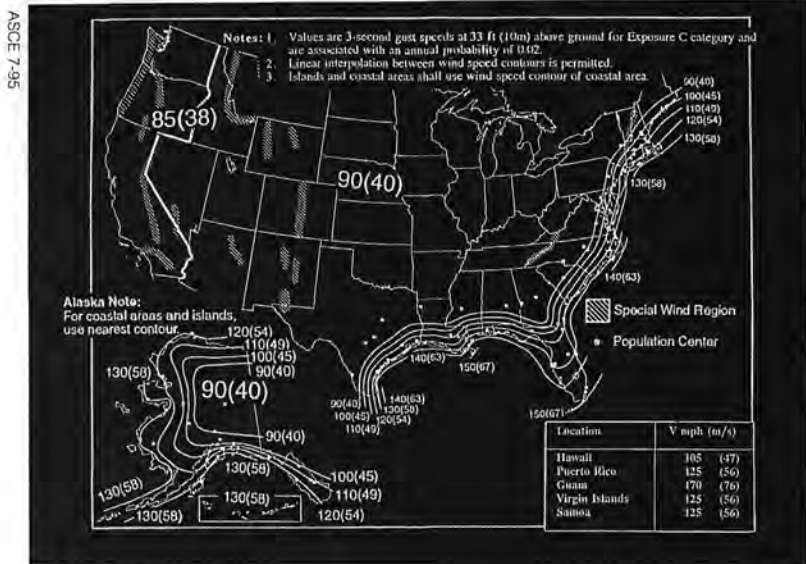 ASCE 7-95
Notes: 1. Values are 3-second gust speeds at 33 ft (10m) above ground for Exposure C category and
are associated with an annual probability of 0.02.
2. Linear interpolation between wind speed contours is permitted.
3. Islands and coastal areas shall use wind speed contour of coastal area.
90(40)
100(45)
110(49)
120(54)
130(58)
85(38)
90(40)
130(58)
140(63)
Special Wind Region
Population Center
Alaska Note:
For coastal areas and islands,
use nearest contour.
120(54)
110(49)
100(45)
90(40)
130(58)
90(40)
90(40)
130(58)
100(45)
110(49)
120(54)
130(58)
130(58)
130(58)
140(63)
150(67)
90(40)
100(45)
110(49)
140(63)
130(58)
120(54)
150(67)
Location V mph (m/s)
Hawaii 105 (47)
Puerto Rico 125 (56)
Guam 170 (76)
Virgin Islands 125 (56)
Samoa 125 (56)